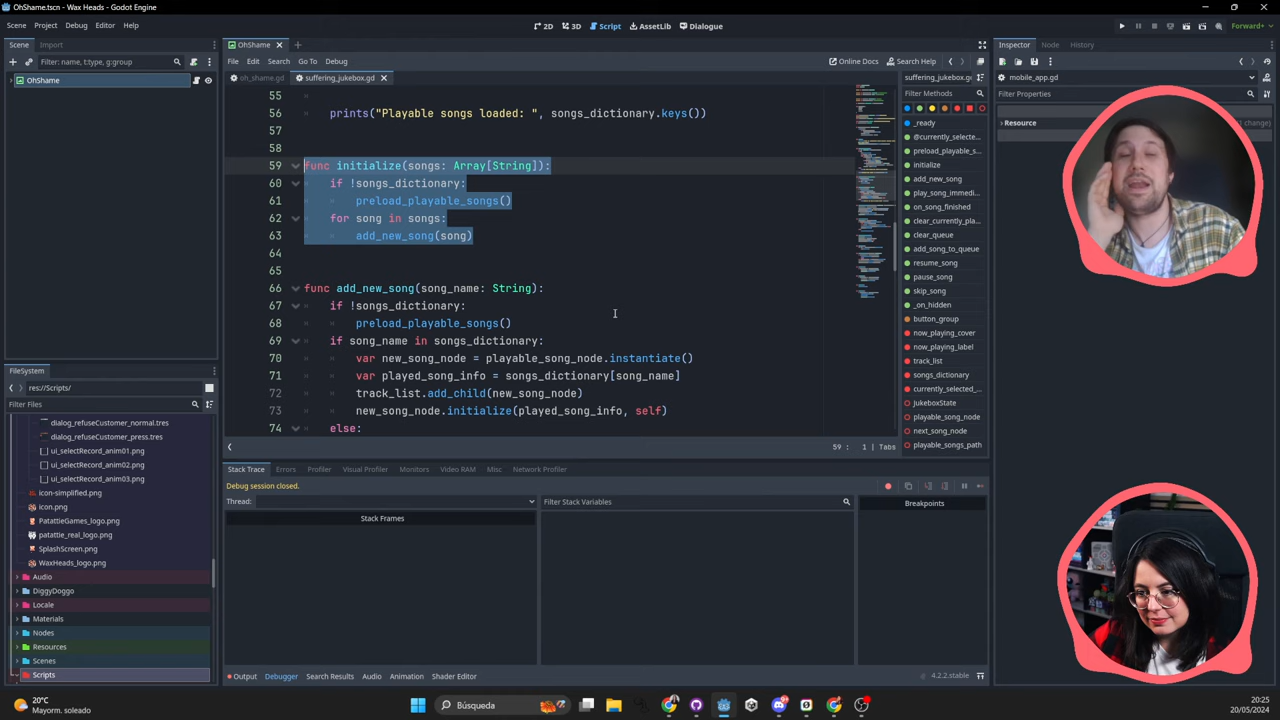 OhShame.tscn - Wax Heads - Godot Engine
Scene Project Debug Editor Help
2D 3D Script AssetLib Dialogue
Forward+
Scene Import
Filter: name, t:type, g:group
OhShame
OhShame
File Edit Search Go To Debug
Online Docs Search Help
oh_shame.gd suffering_jukebox.gd
55
56 prints("Playable songs loaded: ", songs_dictionary.keys())
57
58
59 func initialize(songs: Array[String]):
60 if !songs_dictionary:
61 preload_playable_songs()
62 for song in songs:
63 add_new_song(song)
64
65
66 func add_new_song(song_name: String):
67 if !songs_dictionary:
68 preload_playable_songs()
69 if song_name in songs_dictionary:
70 var new_song_node = playable_song_node.instantiate()
71 var played_song_info = songs_dictionary[song_name]
72 track_list.add_child(new_song_node)
73 new_song_node.initialize(played_song_info, self)
74 else:
59 : 1 | Tabs
suffering_jukebox.gd
Filter Methods
_ready
@currently_selecte...
preload_playable_s...
initialize
add_new_song
play_song_immedi...
on_song_finished
clear_currently_pla...
clear_queue
add_song_to_queue
resume_song
pause_song
skip_song
_on_hidden
button_group
now_playing_cover
now_playing_label
track_list
songs_dictionary
currently_selected_...
JukeboxState
playable_song_node
next_song_node
playable_songs_path
Inspector Node History
mobile_app.gd
Filter Properties
Resource
change)
FileSystem
res://Scripts/
Filter Files
dialog_refuseCustomer_normal.tres
dialog_refuseCustomer_press.tres
ui_selectRecord_anim01.png
ui_selectRecord_anim02.png
ui_selectRecord_anim03.png
icon-simplified.png
icon.png
PatattieGames_logo.png
patattie_real_logo.png
SplashScreen.png
WaxHeads_logo.png
Audio
DiggyDoggo
Locale
Materials
Nodes
Resources
Scenes
Scripts
Stack Trace Errors Profiler Visual Profiler Monitors Video RAM Misc Network Profiler
Debug session closed.
Thread:
Filter Stack Variables
Breakpoints
Stack Frames
Output Debugger Search Results Audio Animation Shader Editor
4.2.2.stable
20°C
Mayorm. soleado
Búsqueda
20:25
20/05/2024